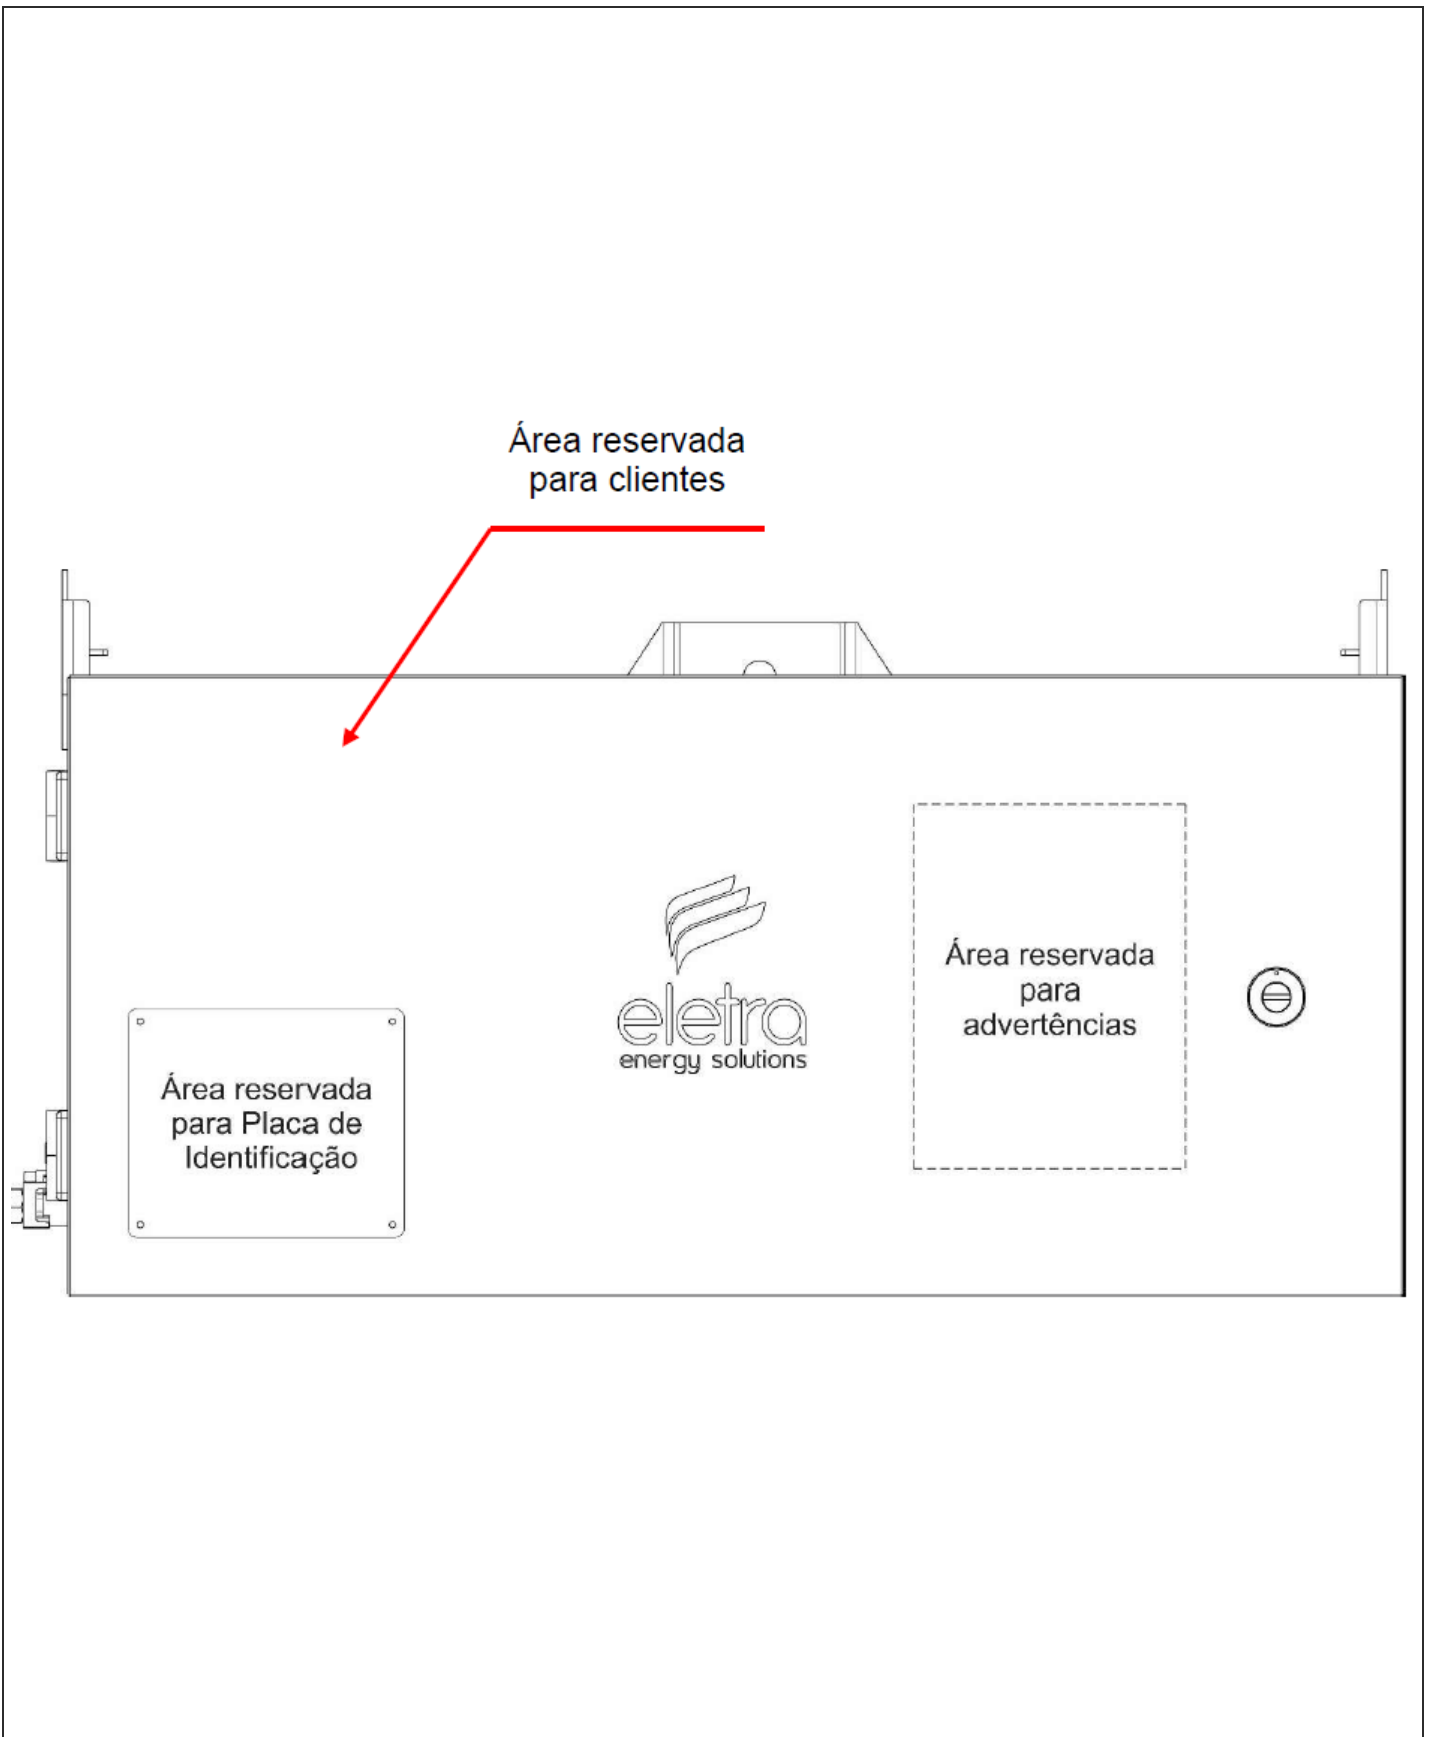 Área reservada
para clientes
eletra
energy solutions
Área reservada
para
advertências
Área reservada
para Placa de
Identificação